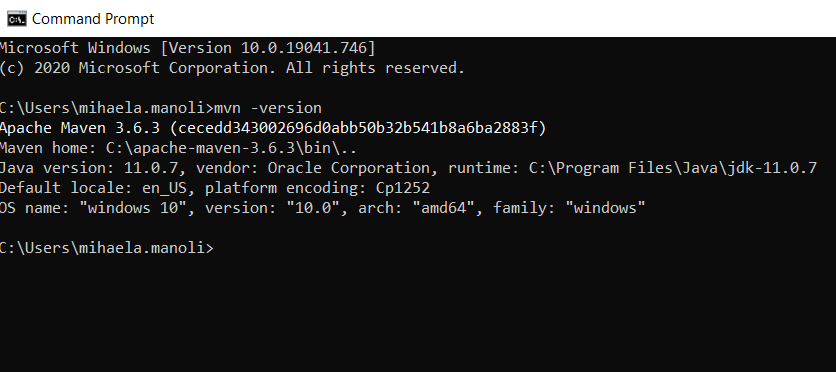 Command Prompt
Microsoft Windows [Version 10.0.19041.746]
(c) 2020 Microsoft Corporation. All rights reserved.
C:\Users\mihaela.manoli>mvn -version
Apache Maven 3.6.3 (cecedd343002696d0abb50b32b541b8a6ba2883f)
Maven home: C:\apache-maven-3.6.3\bin\..
Java version: 11.0.7, vendor: Oracle Corporation, runtime: C:\Program Files\Java\jdk-11.0.7
Default locale: en_US, platform encoding: Cp1252
OS name: "windows 10", version: "10.0", arch: "amd64", family: "windows"
C:\Users\mihaela.manoli>